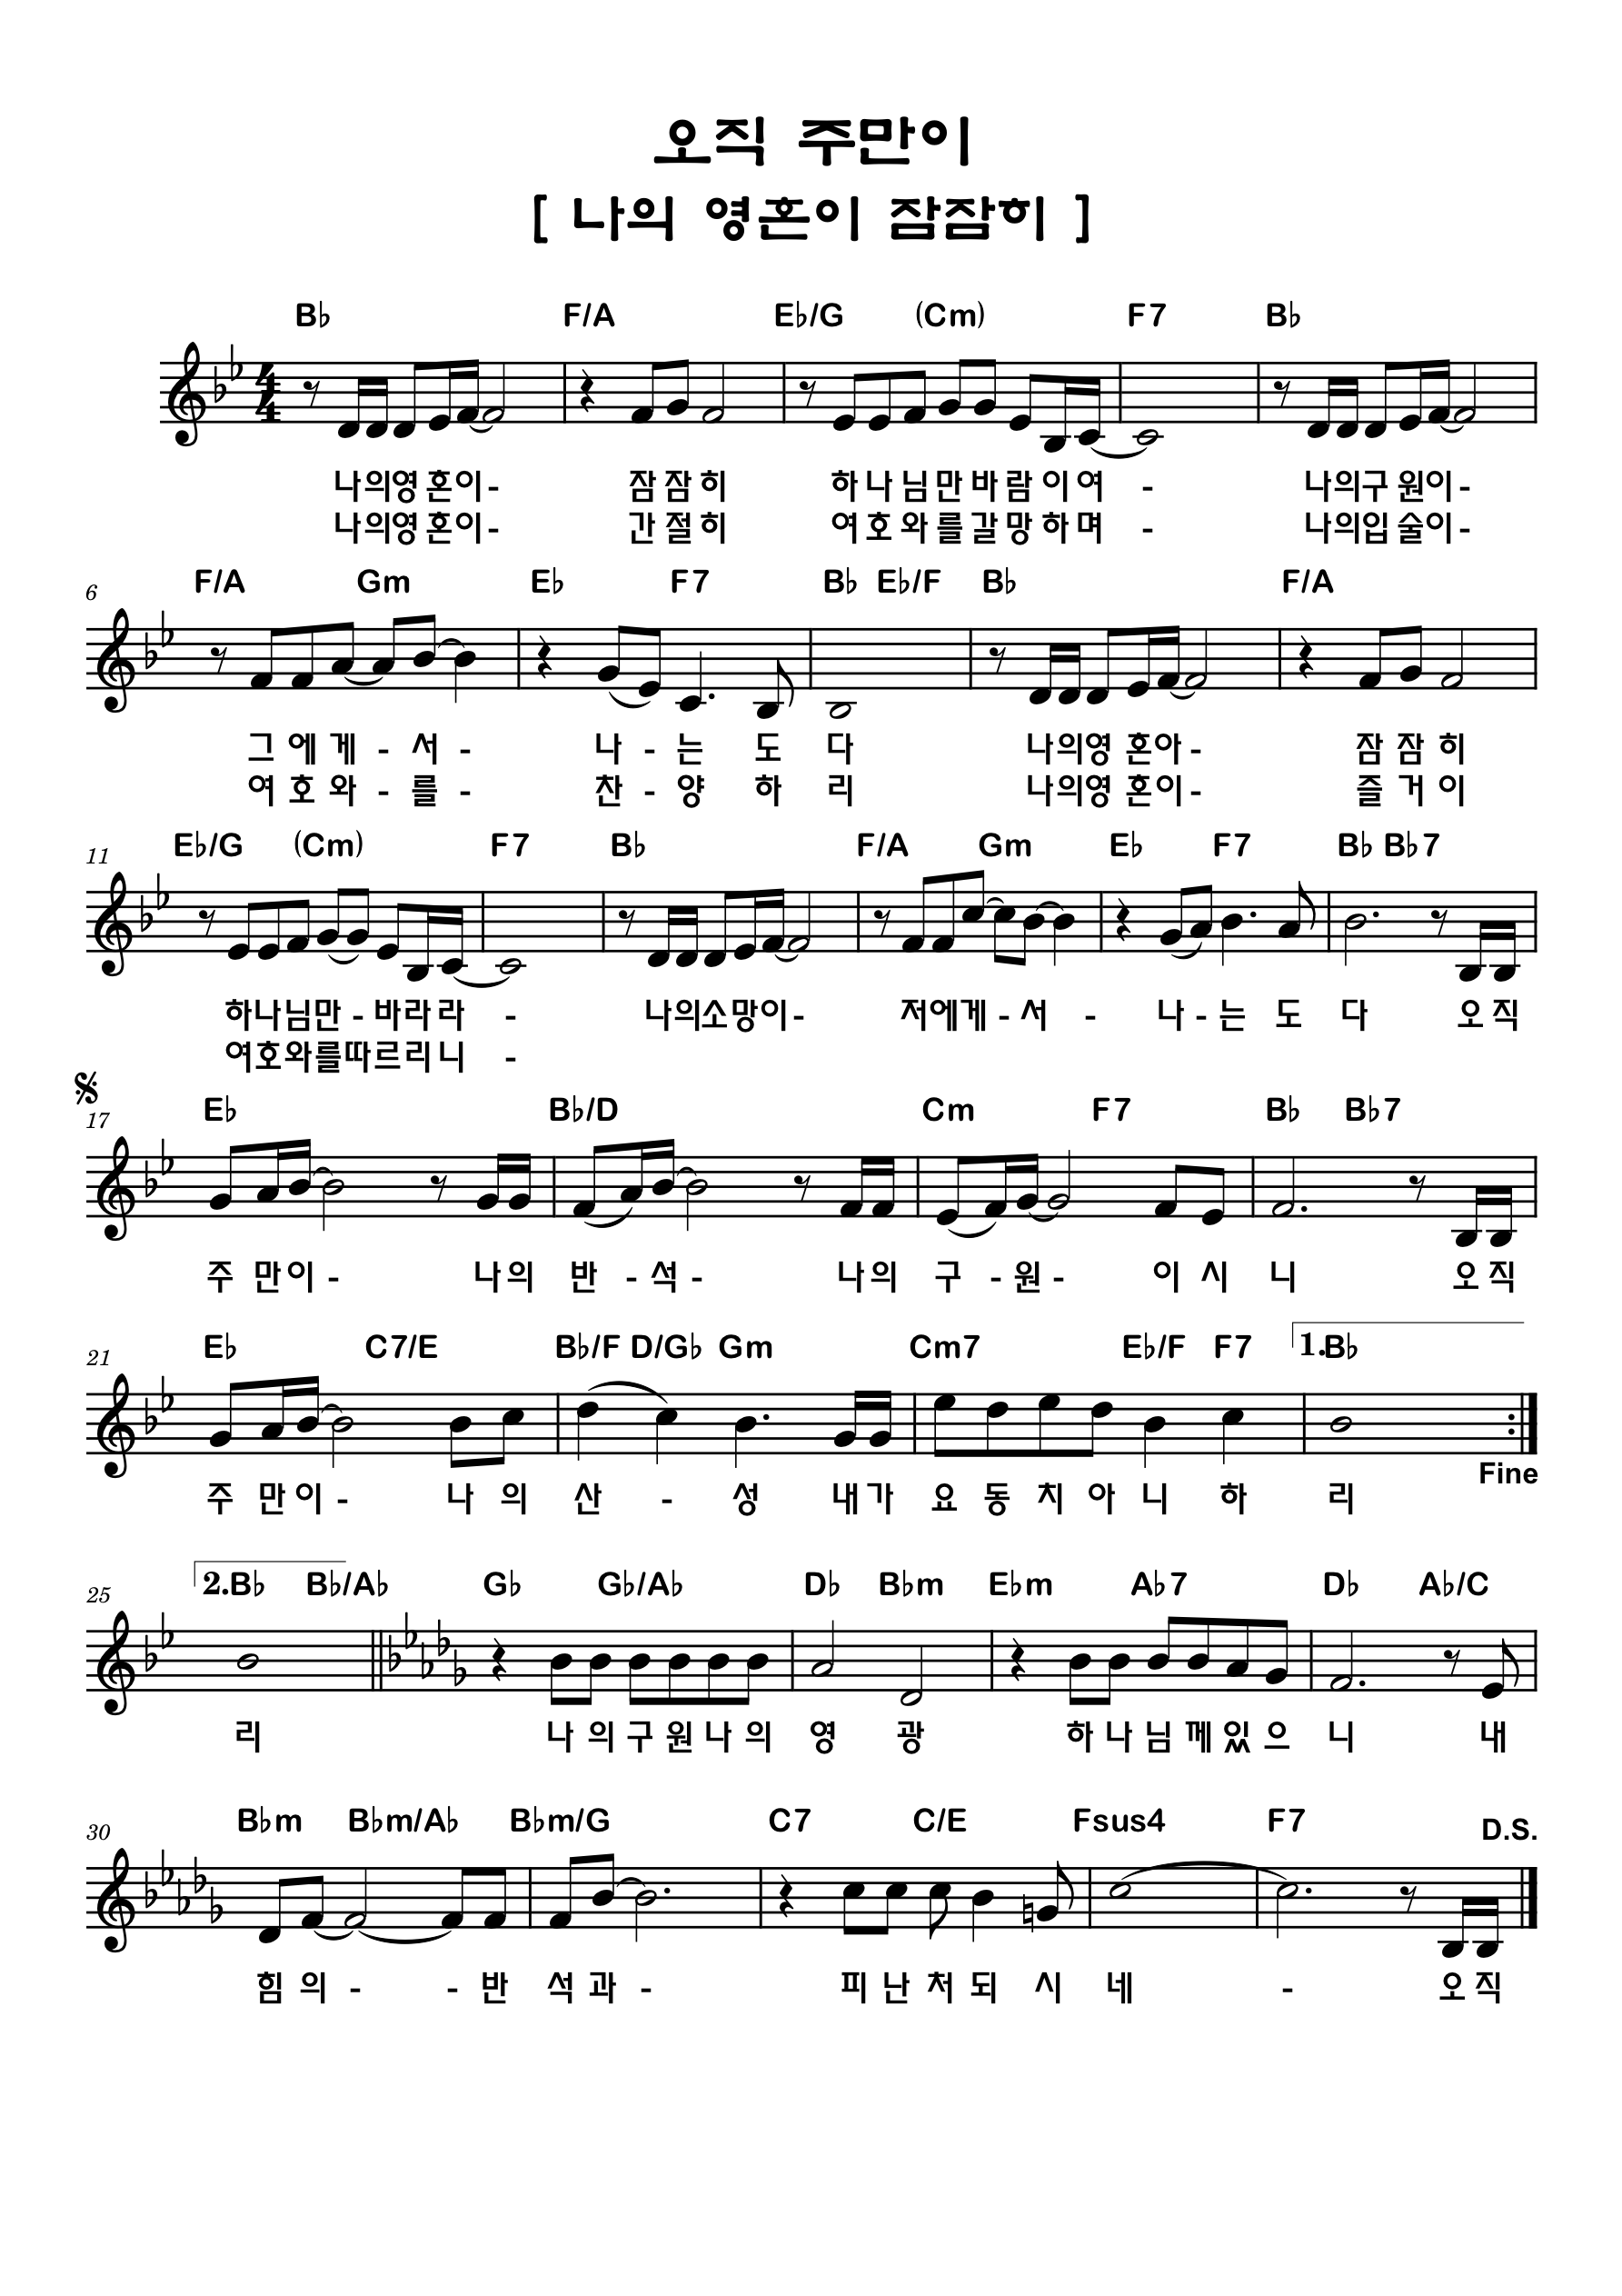 오직 주만이
[ 나의 영혼이 잠잠히 ]
B♭ F/A E♭/G (Cm) F7 B♭
나의영 혼이- 잠 잠 히 하 나 님 만 바 람 이 여 - 나의구 원이-
나의영 혼이- 간 절 히 여 호 와 를 갈 망 하 며 - 나의입 술이-
6 F/A Gm E♭ F7 B♭ E♭/F B♭ F/A
그 에 게 - 서 - 나 - 는 도 다 나의영 혼아- 잠 잠 히
여 호 와 - 를 - 찬 - 양 하 리 나의영 혼이- 즐 거 이
11 E♭/G (Cm) F7 B♭ F/A Gm E♭ F7 B♭ B♭7
하나님만 - 바라 라 - 나의소망이- 저에게 - 서 - 나 - 는 도 다 오 직
여호와를따르리 니 -
17 E♭ B♭/D Cm F7 B♭ B♭7
주 만이 - 나 의 반 - 석 - 나 의 구 - 원 - 이 시 니 오 직
21 E♭ C7/E B♭/F D/G♭ Gm Cm7 E♭/F F7 1. B♭
Fine
주 만 이 - 나 의 산 - 성 내 가 요 동 치 아 니 하 리
25 2. B♭ B♭/A♭ G♭ G♭/A♭ D♭ B♭m E♭m A♭7 D♭ A♭/C
리 나 의 구 원 나 의 영 광 하 나 님 께 있 으 니 내
30 B♭m B♭m/A♭ B♭m/G C7 C/E Fsus4 F7 D.S.
힘 의 - - 반 석 과 - 피 난 처 되 시 네 - 오 직